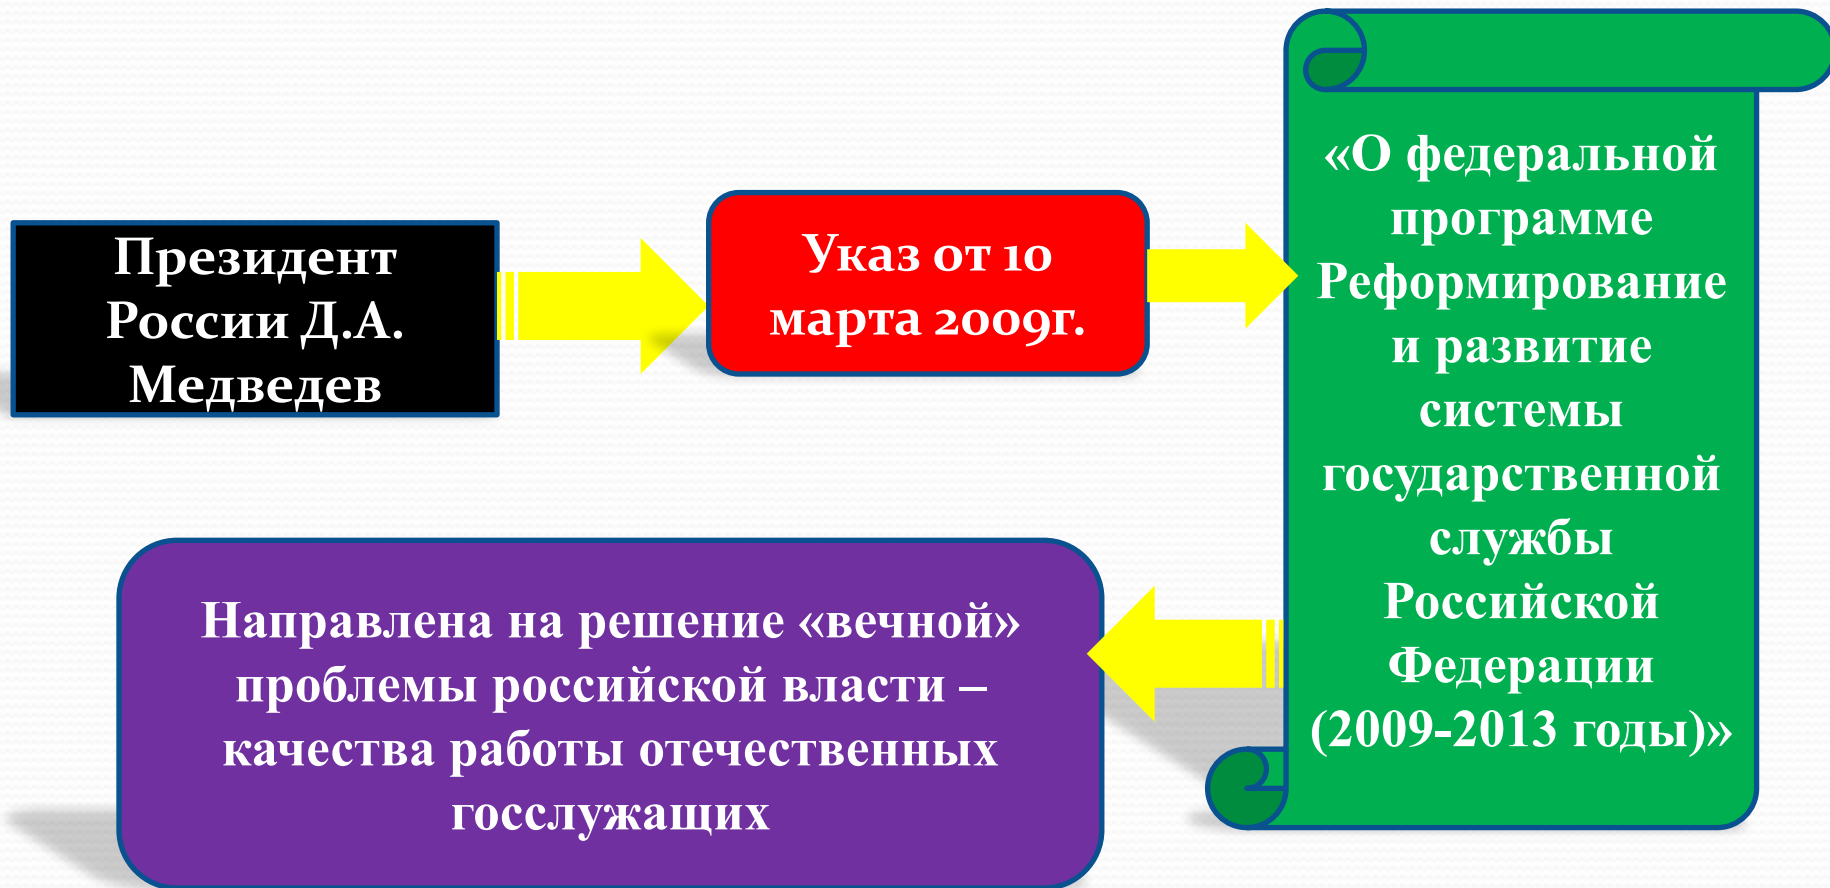 Президент
России Д.А.
Медведев
Указ от 10
марта 2009г.
«О федеральной
программе
Реформирование
и развитие
системы
государственной
службы
Российской
Федерации
(2009-2013 годы)»
Направлена на решение «вечной»
проблемы российской власти –
качества работы отечественных
госслужащих